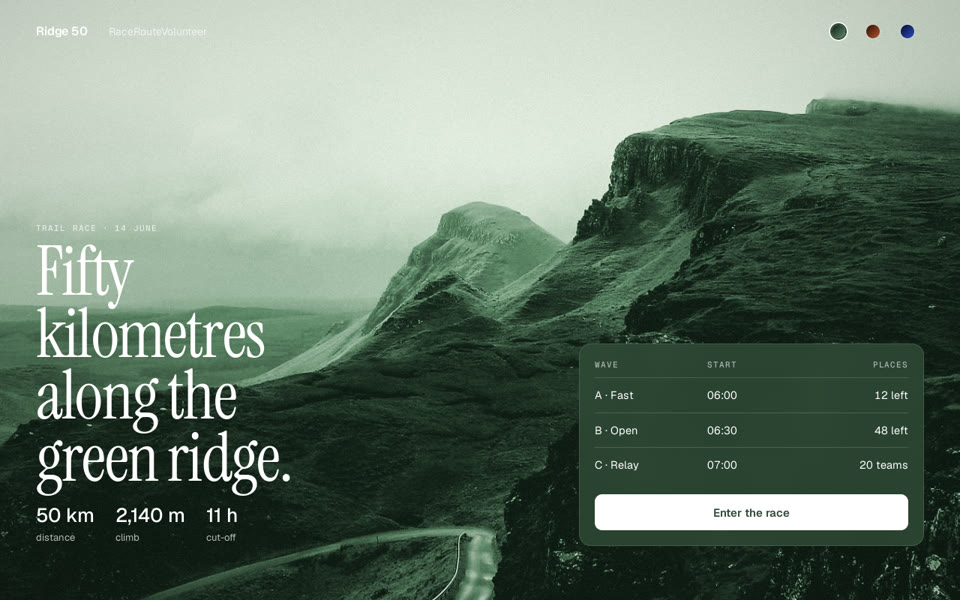 Ridge 50 RaceRouteVolunteer
TRAIL RACE · 14 JUNE
Fifty
kilometres
along the
green ridge.
50 km 2,140 m 11 h
distance climb cut-off
WAVE START PLACES
A · Fast 06:00 12 left
B · Open 06:30 48 left
C · Relay 07:00 20 teams
Enter the race